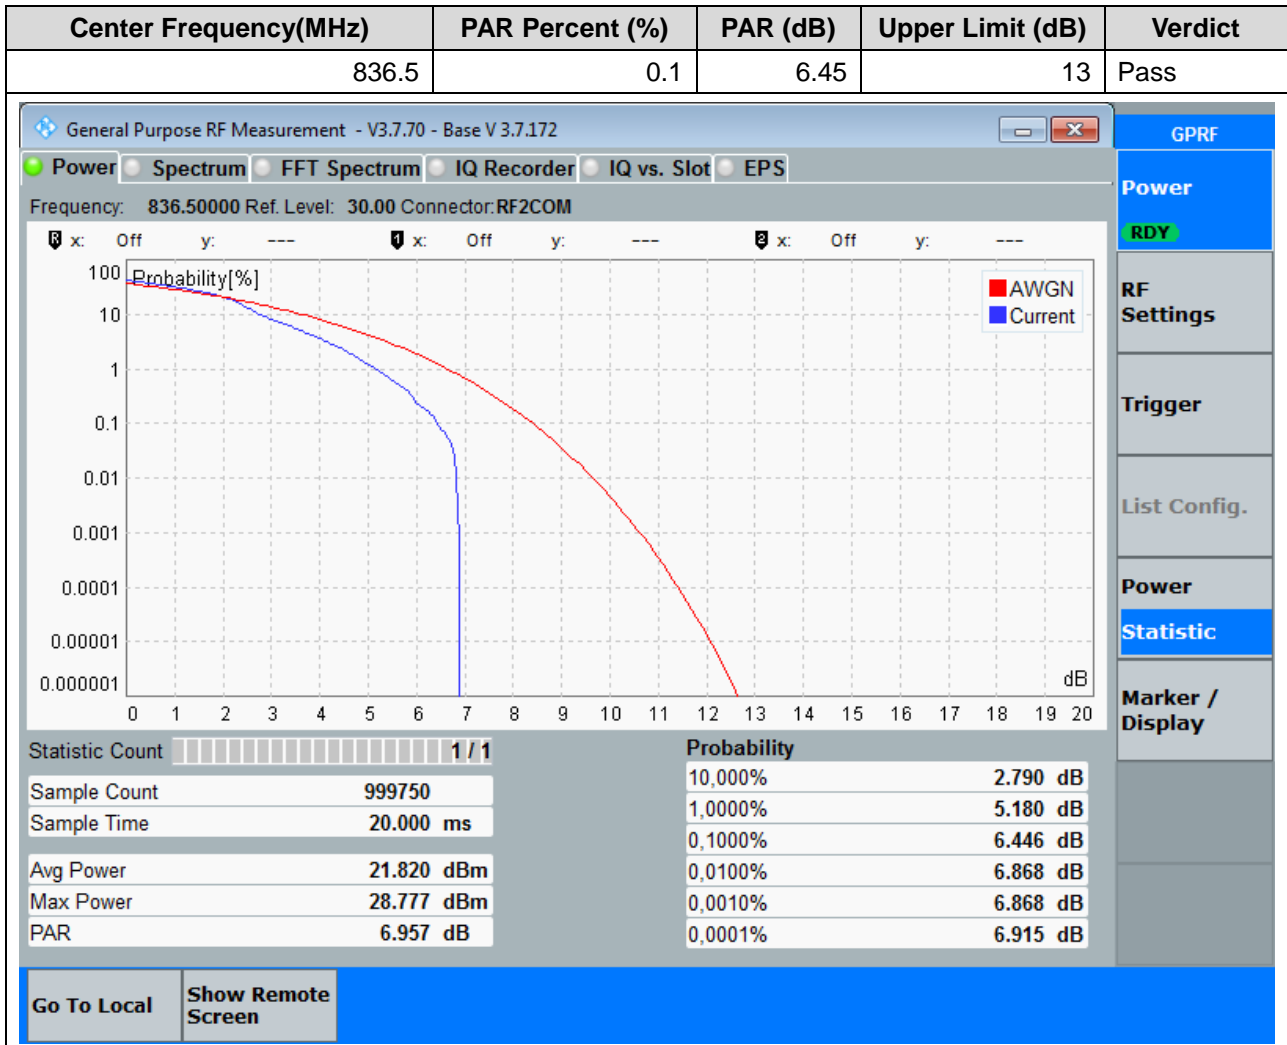 Center Frequency(MHz) PAR Percent (%) PAR (dB) Upper Limit (dB) Verdict
836.5 0.1 6.45 13 Pass
General Purpose RF Measurement - V3.7.70 - Base V 3.7.172
GPRF
Power Spectrum FFT Spectrum IQ Recorder IQ vs. Slot EPS
Power
RDY
Frequency: 836.50000 Ref. Level: 30.00 Connector:RF2COM
R x: Off y: --- 1 x: Off y: --- 2 x: Off y: ---
Probability[%]
AWGN
Current
100
10
1
0.1
0.01
0.001
0.0001
0.00001
0.000001
dB
0 1 2 3 4 5 6 7 8 9 10 11 12 13 14 15 16 17 18 19 20
RF
Settings
Trigger
List Config.
Power
Statistic
Marker /
Display
Statistic Count 1 / 1
Sample Count 999750
Sample Time 20.000 ms
Avg Power 21.820 dBm
Max Power 28.777 dBm
PAR 6.957 dB
Probability
10,000% 2.790 dB
1,0000% 5.180 dB
0,1000% 6.446 dB
0,0100% 6.868 dB
0,0010% 6.868 dB
0,0001% 6.915 dB
Go To Local
Show Remote
Screen